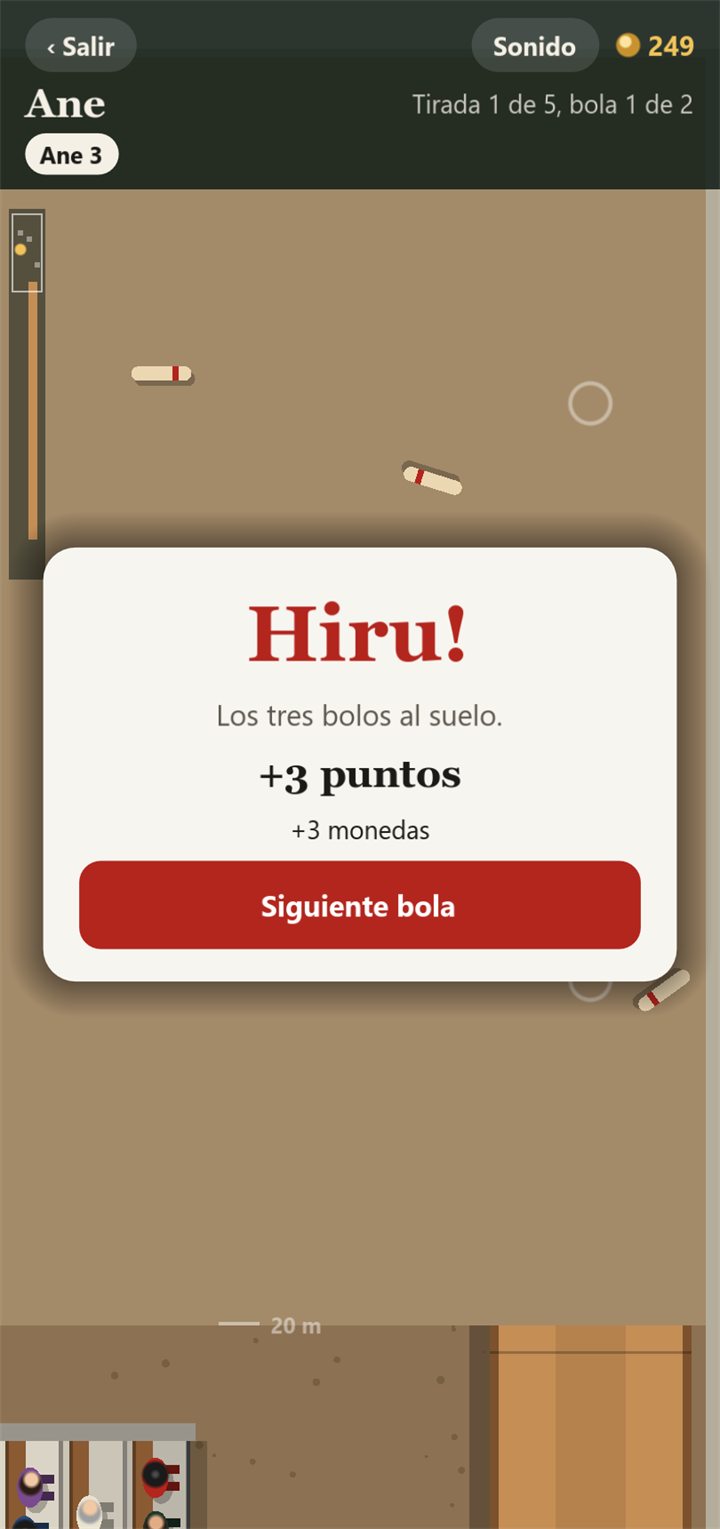 ‹ Salir
Sonido
249
Ane
Tirada 1 de 5, bola 1 de 2
Ane 3
Hiru!
Los tres bolos al suelo.
+3 puntos
+3 monedas
Siguiente bola
20 m